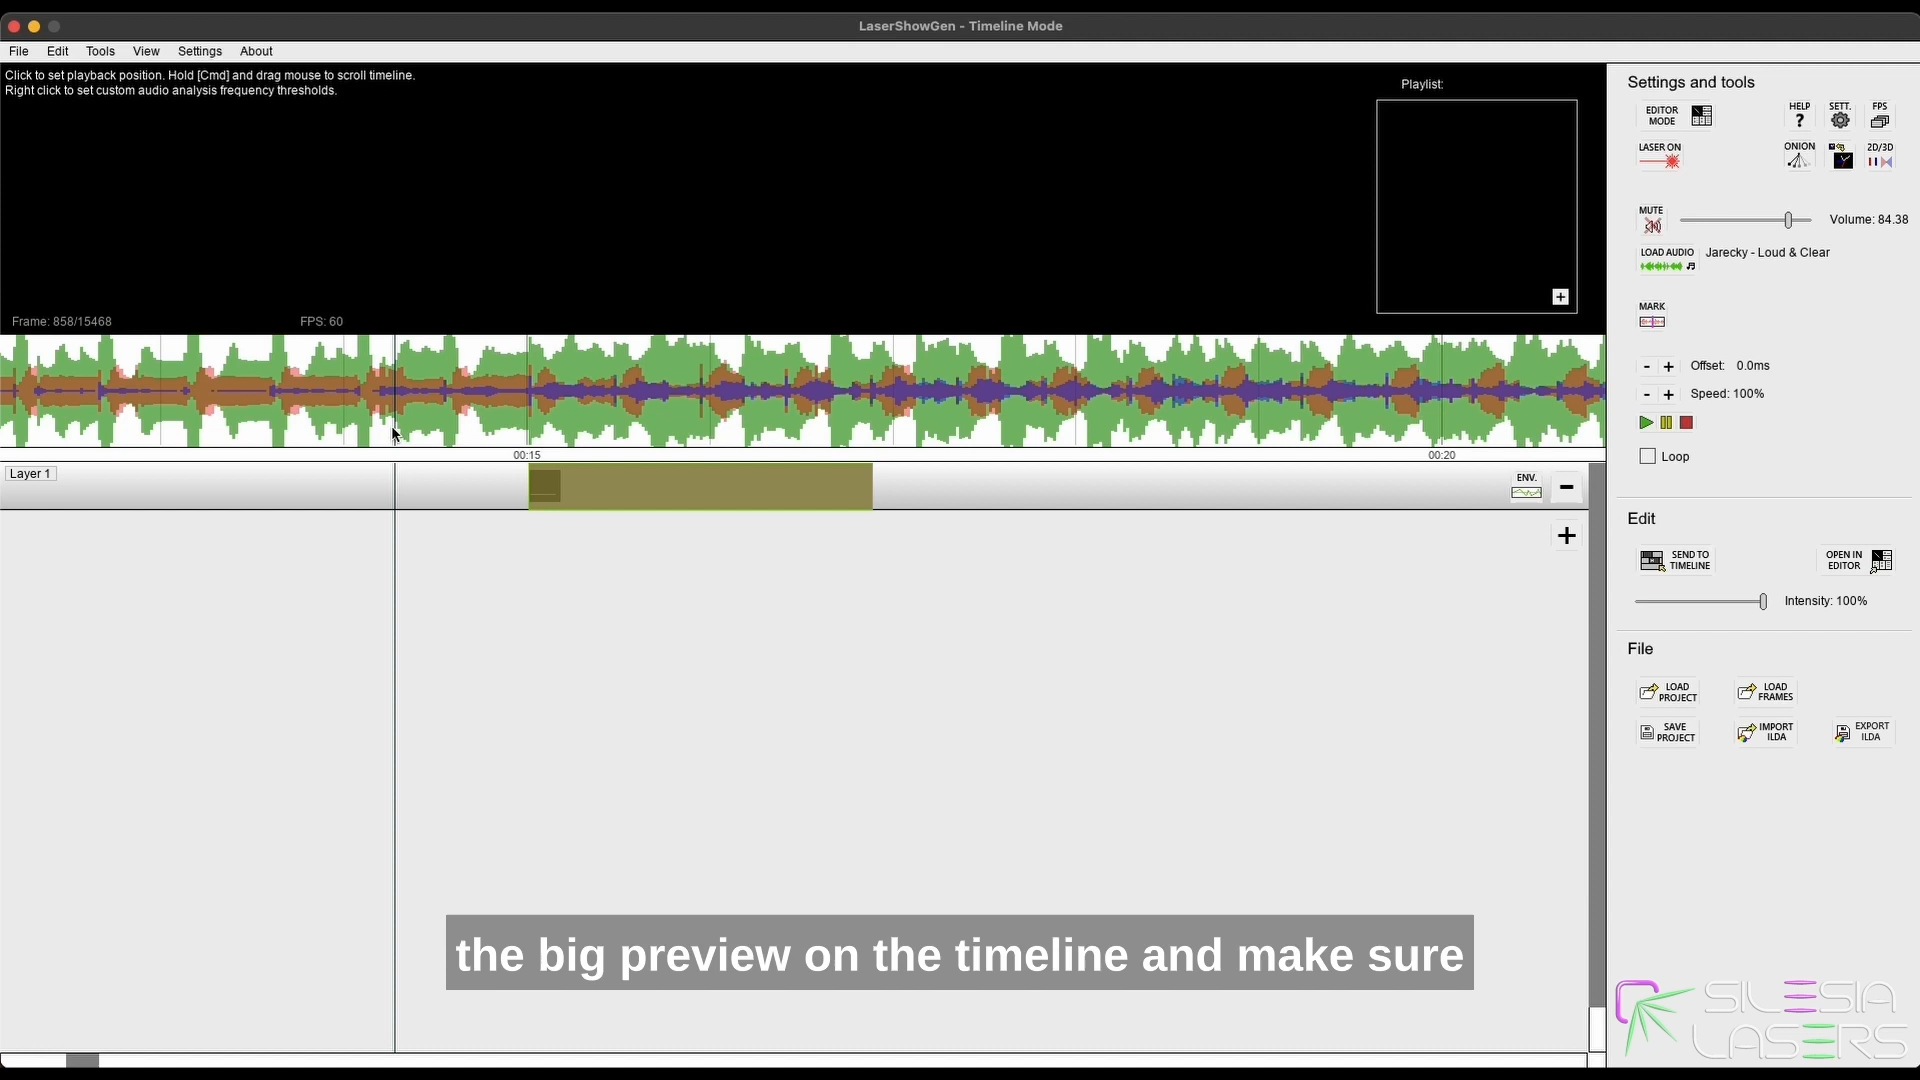 LaserShowGen - Timeline Mode
File Edit Tools View Settings About
Click to set playback position. Hold [Cmd] and drag mouse to scroll timeline.
Right click to set custom audio analysis frequency thresholds.
Playlist:
+
Frame: 858/15468
FPS: 60
00:15
00:20
Layer 1
ENV.
-
+
Settings and tools
EDITOR
MODE
HELP
?
SETT.
FPS
LASER ON
ONION
2D/3D
MUTE
Volume: 84.38
LOAD AUDIO
Jarecky - Loud & Clear
MARK
- + Offset: 0.0ms
- + Speed: 100%
Loop
Edit
SEND TO
TIMELINE
OPEN IN
EDITOR
Intensity: 100%
File
LOAD
PROJECT
LOAD
FRAMES
SAVE
PROJECT
IMPORT
ILDA
EXPORT
ILDA
the big preview on the timeline and make sure
SILESIA
LASERS